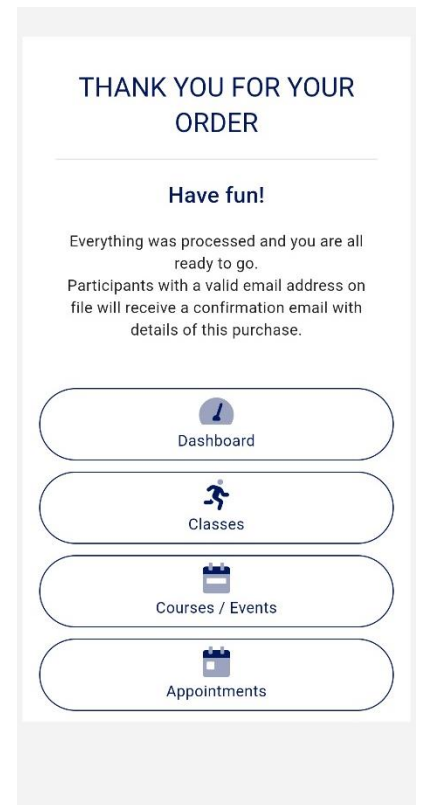 THANK YOU FOR YOUR
ORDER
Have fun!
Everything was processed and you are all
ready to go.
Participants with a valid email address on
file will receive a confirmation email with
details of this purchase.
Dashboard
Classes
Courses / Events
Appointments